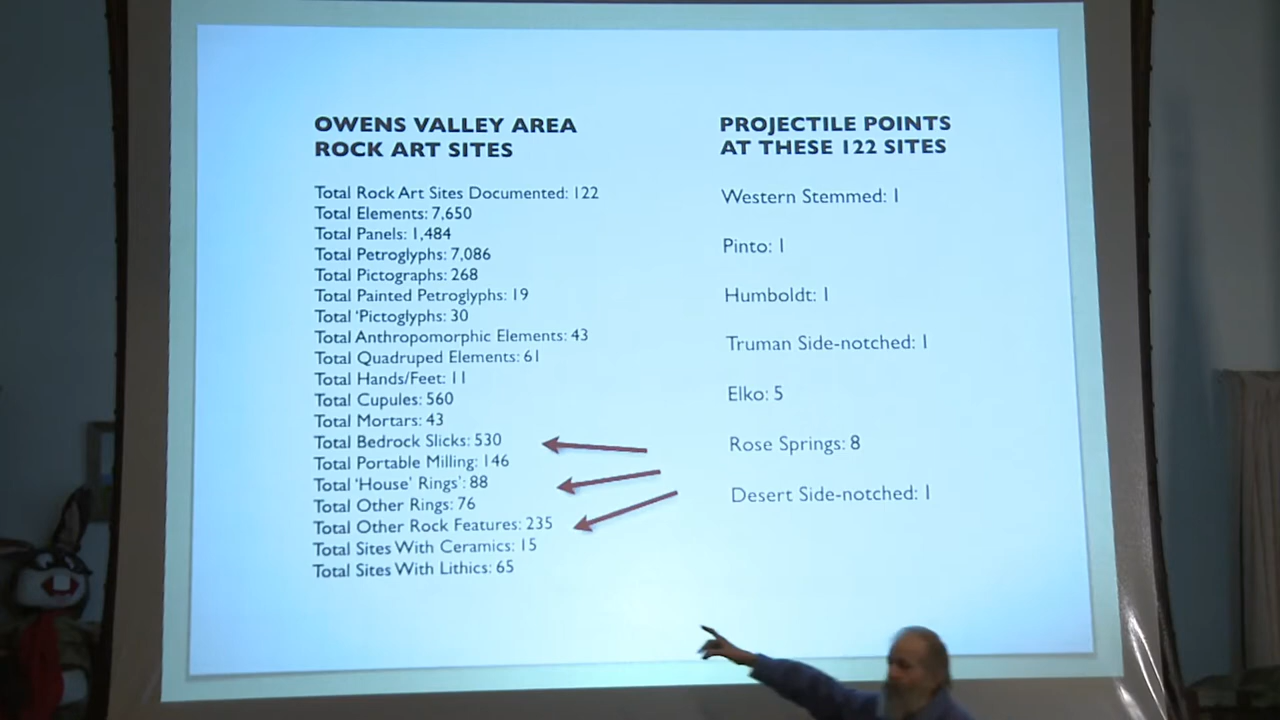 OWENS VALLEY AREA
ROCK ART SITES
Total Rock Art Sites Documented: 122
Total Elements: 7,650
Total Panels: 1,484
Total Petroglyphs: 7,086
Total Pictographs: 268
Total Painted Petroglyphs: 19
Total 'Pictoglyphs: 30
Total Anthropomorphic Elements: 43
Total Quadruped Elements: 61
Total Hands/Feet: 11
Total Cupules: 560
Total Mortars: 43
Total Bedrock Slicks: 530
Total Portable Milling: 146
Total 'House' Rings': 88
Total Other Rings: 76
Total Other Rock Features: 235
Total Sites With Ceramics: 15
Total Sites With Lithics: 65
PROJECTILE POINTS
AT THESE 122 SITES
Western Stemmed: 1
Pinto: 1
Humboldt: 1
Truman Side-notched: 1
Elko: 5
Rose Springs: 8
Desert Side-notched: 1